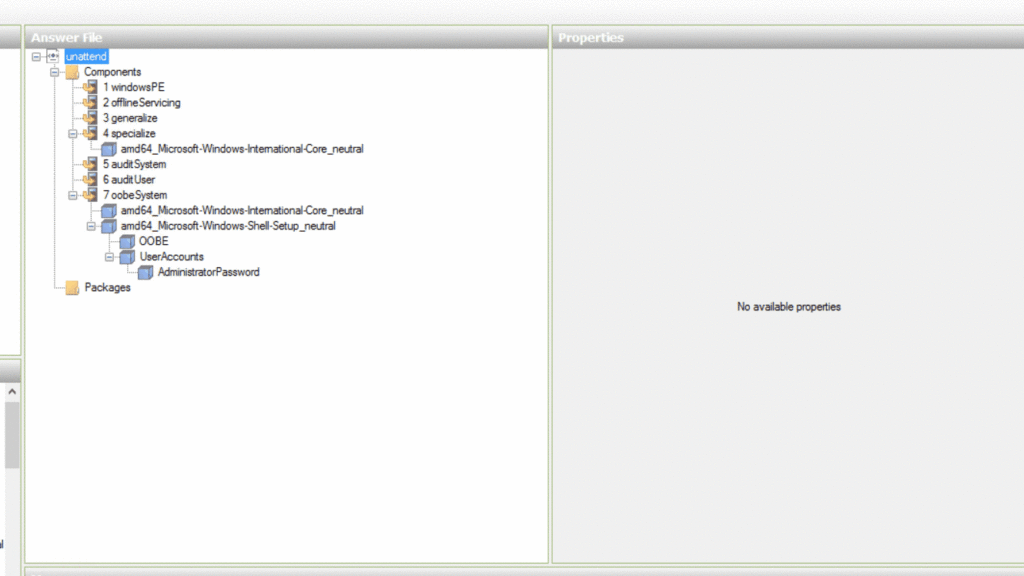 Answer File
unattend
Components
1 windowsPE
2 offlineServicing
3 generalize
4 specialize
amd64_Microsoft-Windows-International-Core_neutral
5 auditSystem
6 auditUser
7 oobeSystem
amd64_Microsoft-Windows-International-Core_neutral
amd64_Microsoft-Windows-Shell-Setup_neutral
OOBE
UserAccounts
AdministratorPassword
Packages
Properties
No available properties